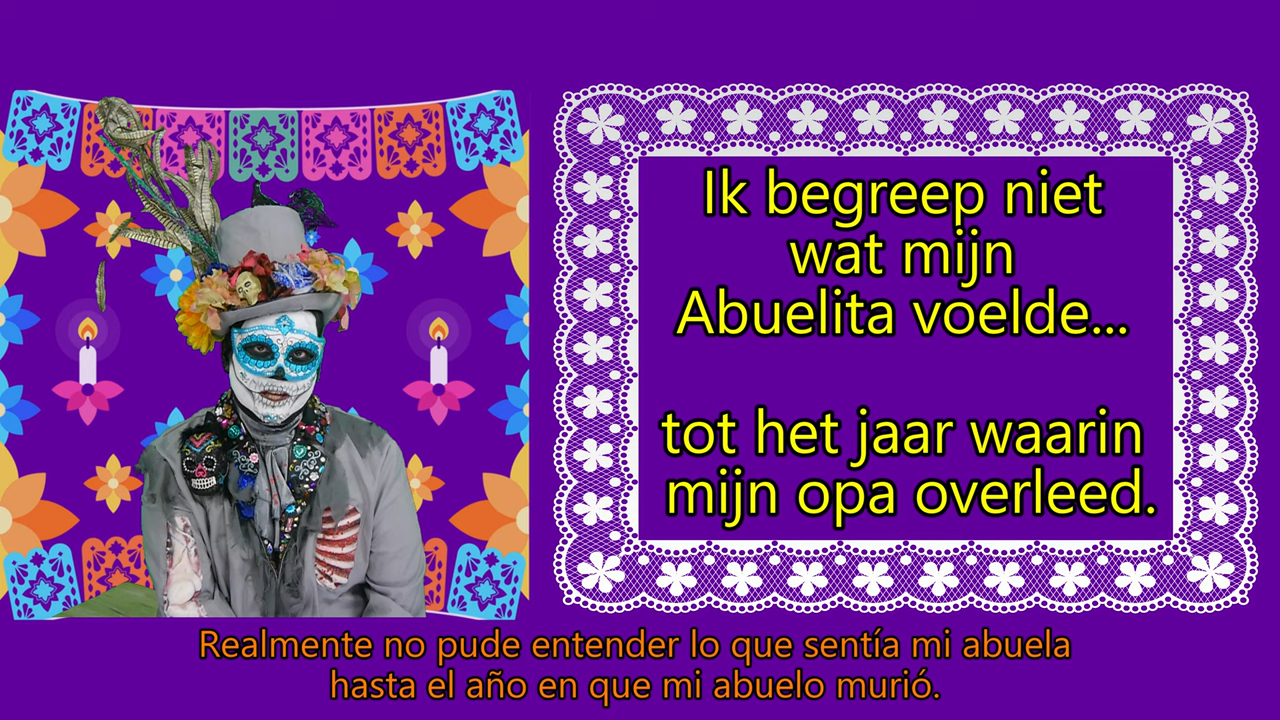 Ik begreep niet
wat mijn
Abuelita voelde...
tot het jaar waarin
mijn opa overleed.
Realmente no pude entender lo que sentía mi abuela
hasta el año en que mi abuelo murió.